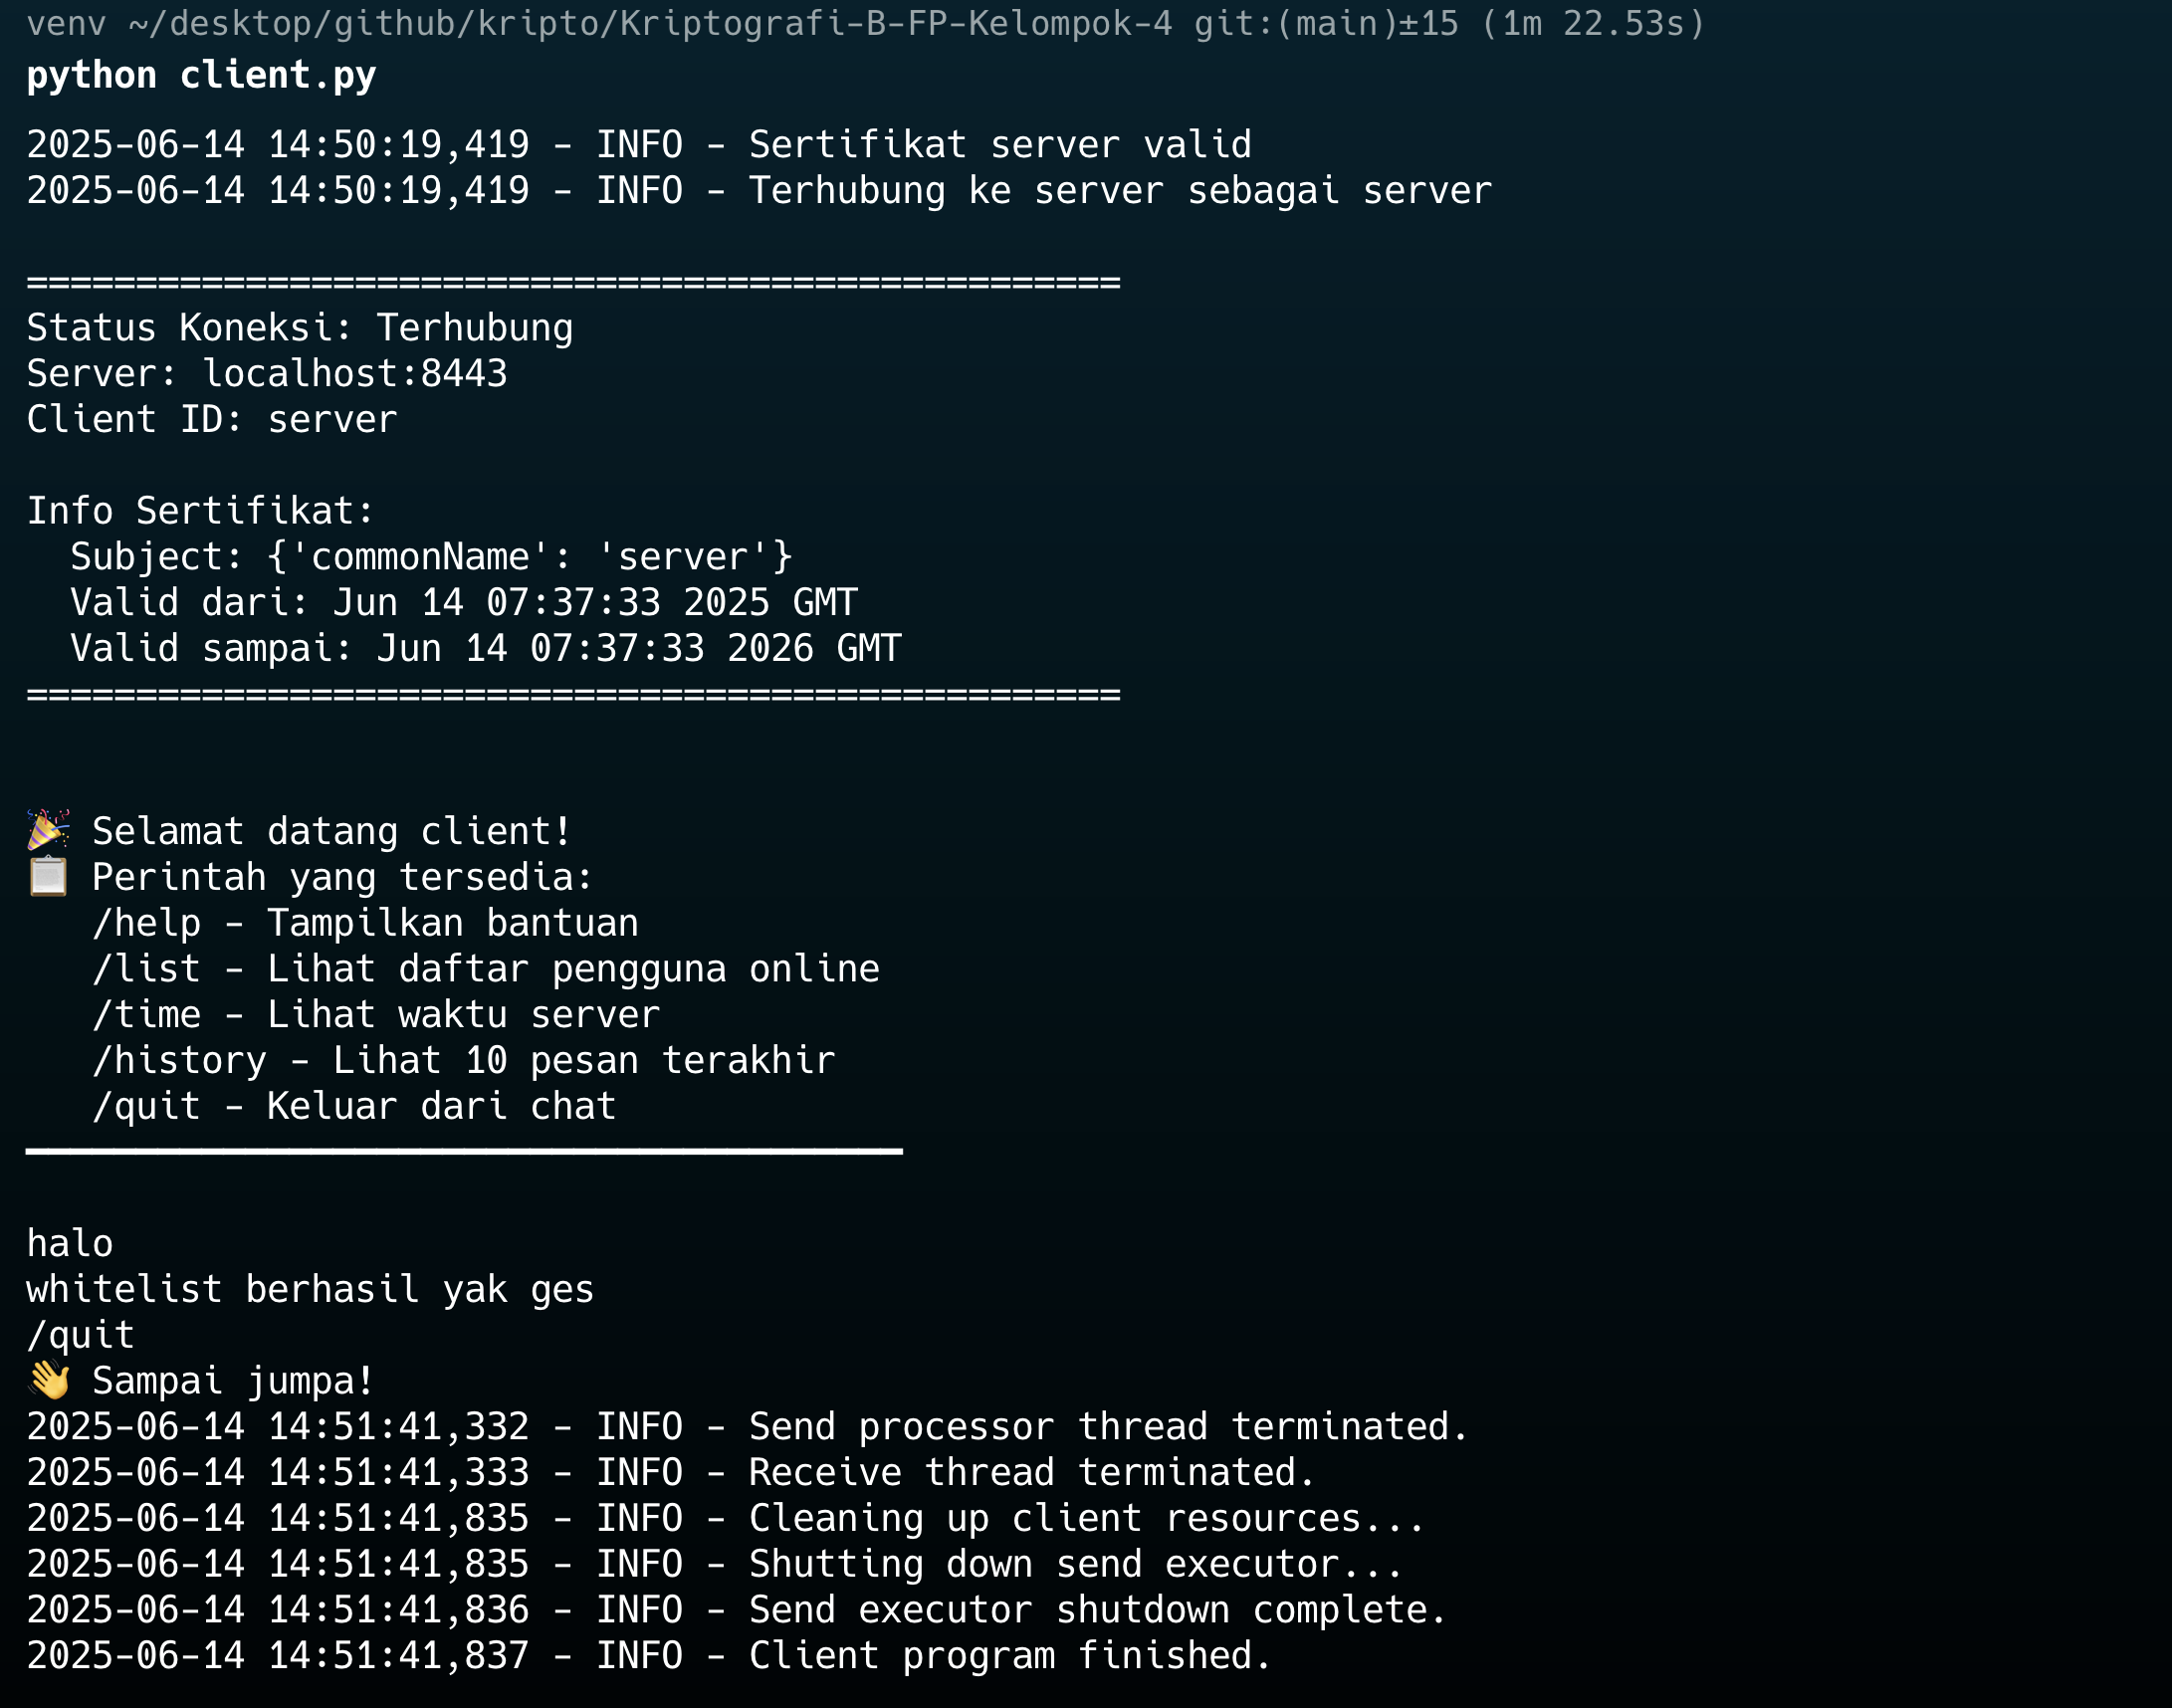 venv ~/desktop/github/kripto/Kriptografi-B-FP-Kelompok-4 git:(main)±15 (1m 22.53s)
python client.py
2025-06-14 14:50:19,419 - INFO - Sertifikat server valid
2025-06-14 14:50:19,419 - INFO - Terhubung ke server sebagai server
==================================================
Status Koneksi: Terhubung
Server: localhost:8443
Client ID: server
Info Sertifikat:
  Subject: {'commonName': 'server'}
  Valid dari: Jun 14 07:37:33 2025 GMT
  Valid sampai: Jun 14 07:37:33 2026 GMT
==================================================
🎉 Selamat datang client!
📋 Perintah yang tersedia:
   /help - Tampilkan bantuan
   /list - Lihat daftar pengguna online
   /time - Lihat waktu server
   /history - Lihat 10 pesan terakhir
   /quit - Keluar dari chat
━━━━━━━━━━━━━━━━━━━━━━━━━━━━━━━━━━━━━━━━
halo
whitelist berhasil yak ges
/quit
👋 Sampai jumpa!
2025-06-14 14:51:41,332 - INFO - Send processor thread terminated.
2025-06-14 14:51:41,333 - INFO - Receive thread terminated.
2025-06-14 14:51:41,835 - INFO - Cleaning up client resources...
2025-06-14 14:51:41,835 - INFO - Shutting down send executor...
2025-06-14 14:51:41,836 - INFO - Send executor shutdown complete.
2025-06-14 14:51:41,837 - INFO - Client program finished.